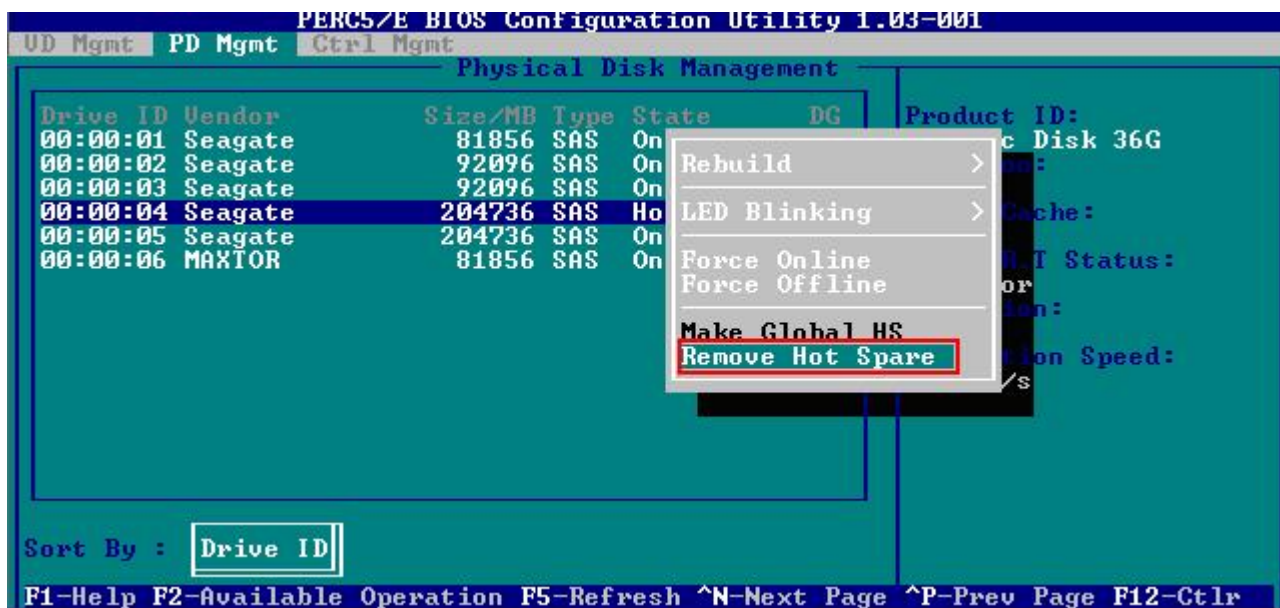 PERC5/E BIOS Configuration Utility 1.03-001
VD Mgmt PD Mgmt Ctrl Mgmt
Physical Disk Management
Drive ID Vendor Size/MB Type State DG
00:00:01 Seagate 81856 SAS On
00:00:02 Seagate 92096 SAS On
00:00:03 Seagate 92096 SAS On
00:00:04 Seagate 204736 SAS Ho
00:00:05 Seagate 204736 SAS On
00:00:06 MAXTOR 81856 SAS On
Rebuild >
LED Blinking >
Force Online
Force Offline
Make Global HS
Remove Hot Spare
Product ID:
c Disk 36G
on:
Cache:
R.T Status:
or
ion:
ion Speed:
/s
Sort By : Drive ID
F1-Help F2-Available Operation F5-Refresh ^N-Next Page ^P-Prev Page F12-Ctlr